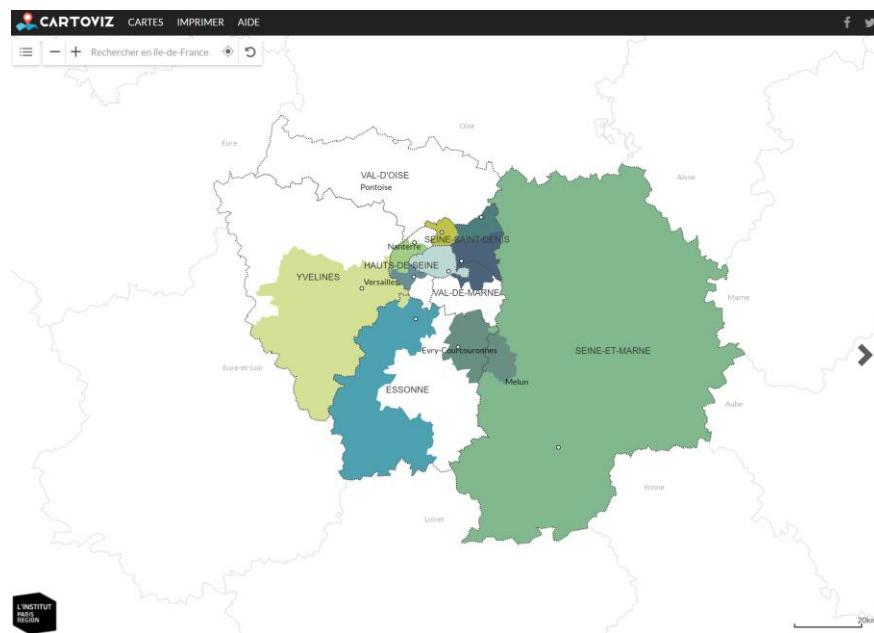 CARTOVIZ CARTES IMPRIMER AIDE
Rechercher en Île-de-France
Oise
Eure
Aisne
VAL-D'OISE
Pontoise
SEINE-SAINT-DENIS
Nanterre
HAUTS-DE-SEINE
YVELINES
Versailles
VAL-DE-MARNE
Marne
Evry-Courcouronnes
SEINE-ET-MARNE
Eure-et-Loir
Melun
ESSONNE
Aube
Yonne
Loiret
L'INSTITUT
PARIS
REGION
20km